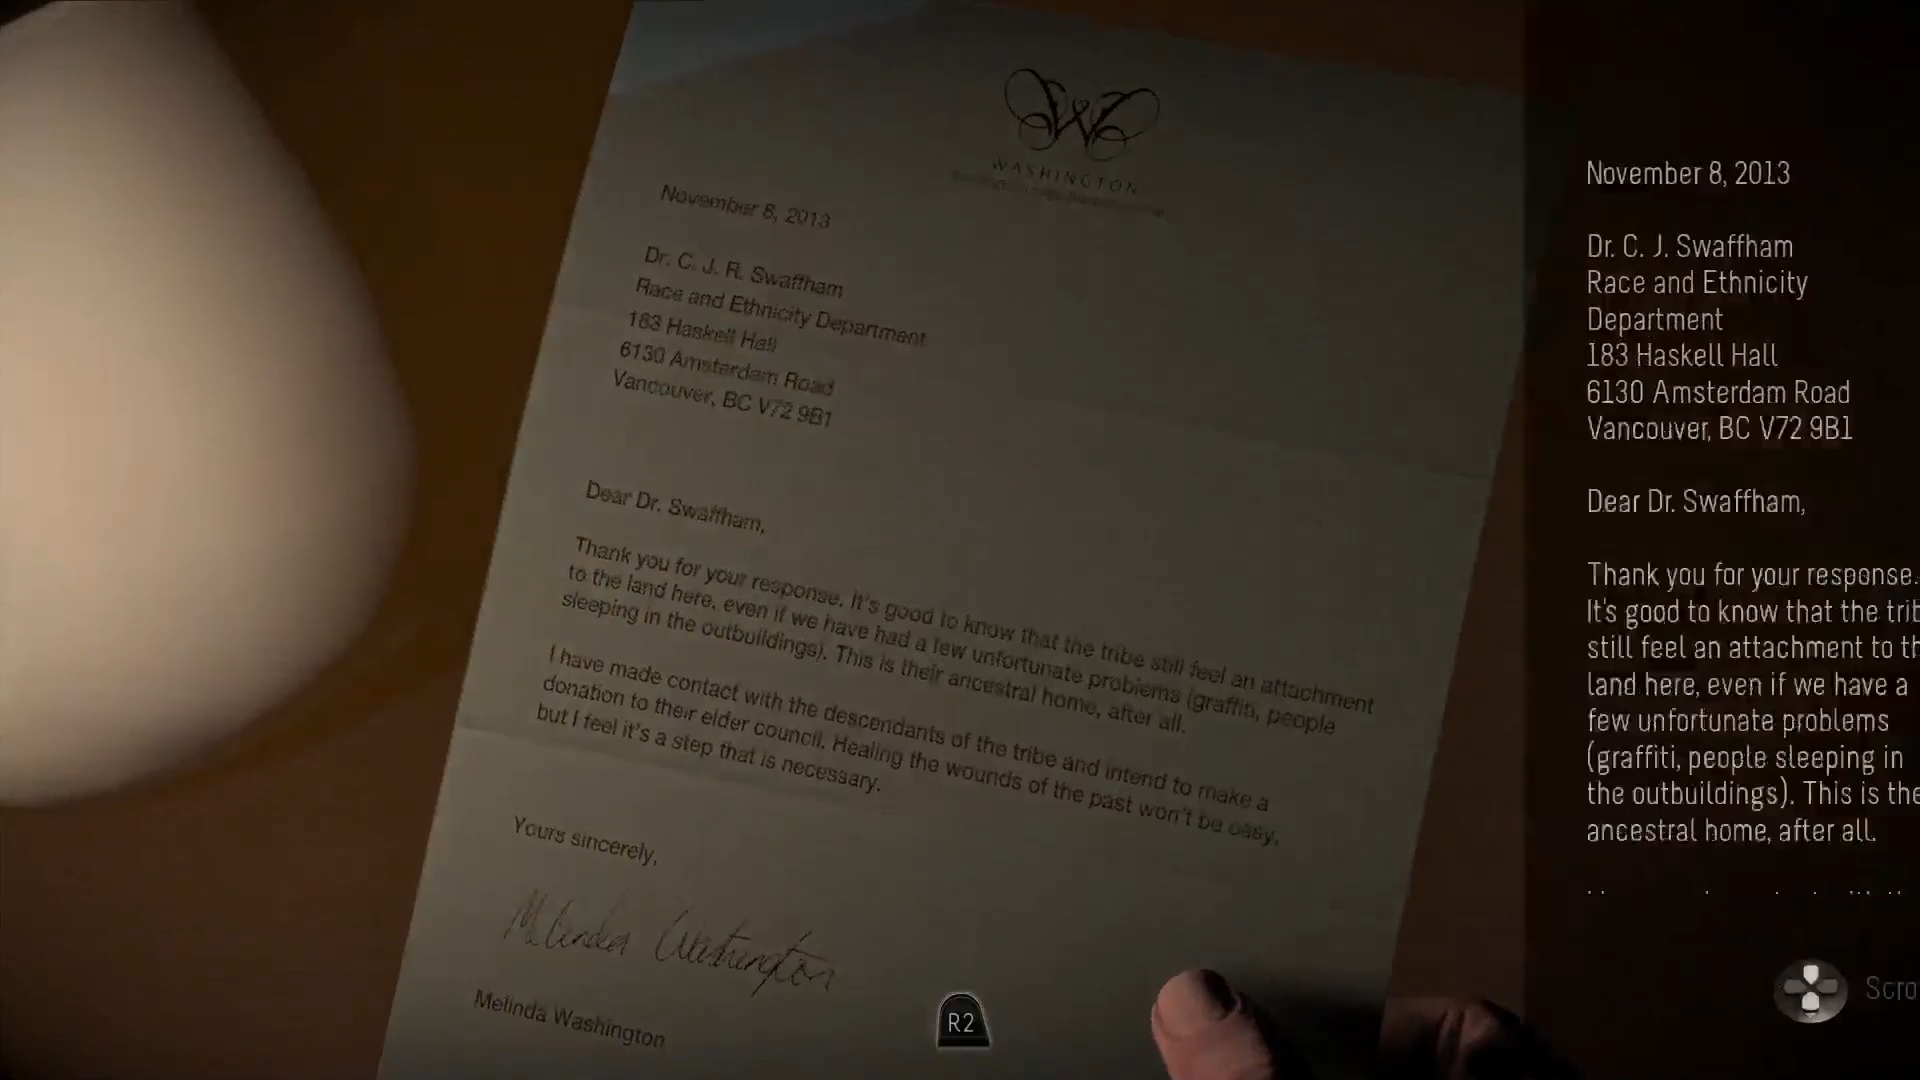 W
WASHINGTON
November 8, 2013
Dr. C. J. R. Swaffham
Race and Ethnicity Department
183 Haskell Hall
6130 Amsterdam Road
Vancouver, BC V72 9B1
Dear Dr. Swaffham,
Thank you for your response. It's good to know that the tribe still feel an attachment
to the land here, even if we have had a few unfortunate problems (graffiti, people
sleeping in the outbuildings). This is their ancestral home, after all.
I have made contact with the descendants of the tribe and intend to make a
donation to their elder council. Healing the wounds of the past won't be easy,
but I feel it's a step that is necessary.
Yours sincerely,
Melinda Washington
Melinda Washington
R2
November 8, 2013
Dr. C. J. Swaffham
Race and Ethnicity
Department
183 Haskell Hall
6130 Amsterdam Road
Vancouver, BC V72 9B1
Dear Dr. Swaffham,
Thank you for your response.
It's good to know that the trib
still feel an attachment to th
land here, even if we have a
few unfortunate problems
(graffiti, people sleeping in
the outbuildings). This is the
ancestral home, after all.
Scro